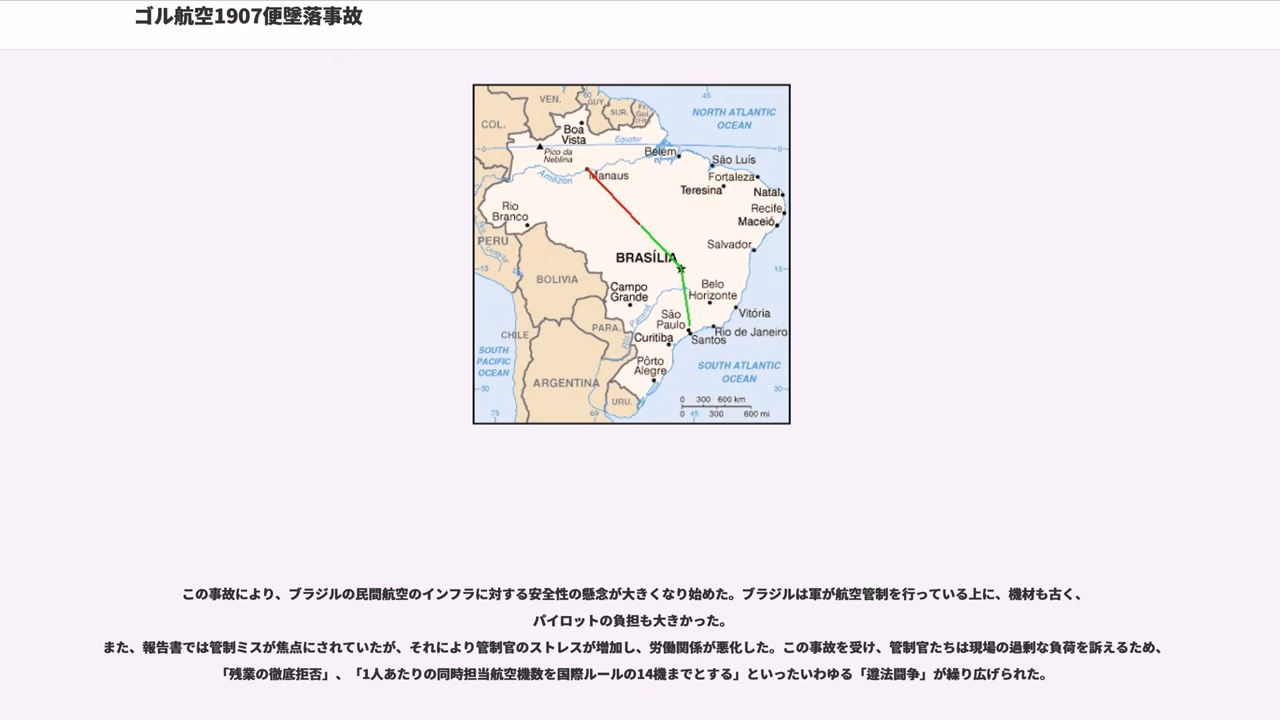 ゴル航空1907便墜落事故
NORTH ATLANTIC
OCEAN
VEN.
GUY.
SUR.
COL.
Boa
Vista
Equator
Pico da
Neblina
Belem
São Luís
Amazon
Manaus
Fortaleza
Teresina
Natal
Rio
Branco
Recife
Maceió
PERU
Salvador
BRASÍLIA
BOLIVIA
Campo
Grande
Belo
Horizonte
Vitória
São
Paulo
PARA.
Rio de Janeiro
CHILE
Curitiba
Santos
SOUTH
PACIFIC
OCEAN
Pôrto
Alegre
SOUTH ATLANTIC
OCEAN
ARGENTINA
URU.
0 300 600 km
0 300 600 mi
この事故により、ブラジルの民間航空のインフラに対する安全性の懸念が大きくなり始めた。ブラジルは軍が航空管制を行っている上に、機材も古く、
パイロットの負担も大きかった。
また、報告書では管制ミスが焦点にされていたが、それにより管制官のストレスが増加し、労働関係が悪化した。この事故を受け、管制官たちは現場の過剰な負荷を訴えるため、
「残業の徹底拒否」、「1人あたりの同時担当航空機数を国際ルールの14機までとする」といったいわゆる「遵法闘争」が繰り広げられた。